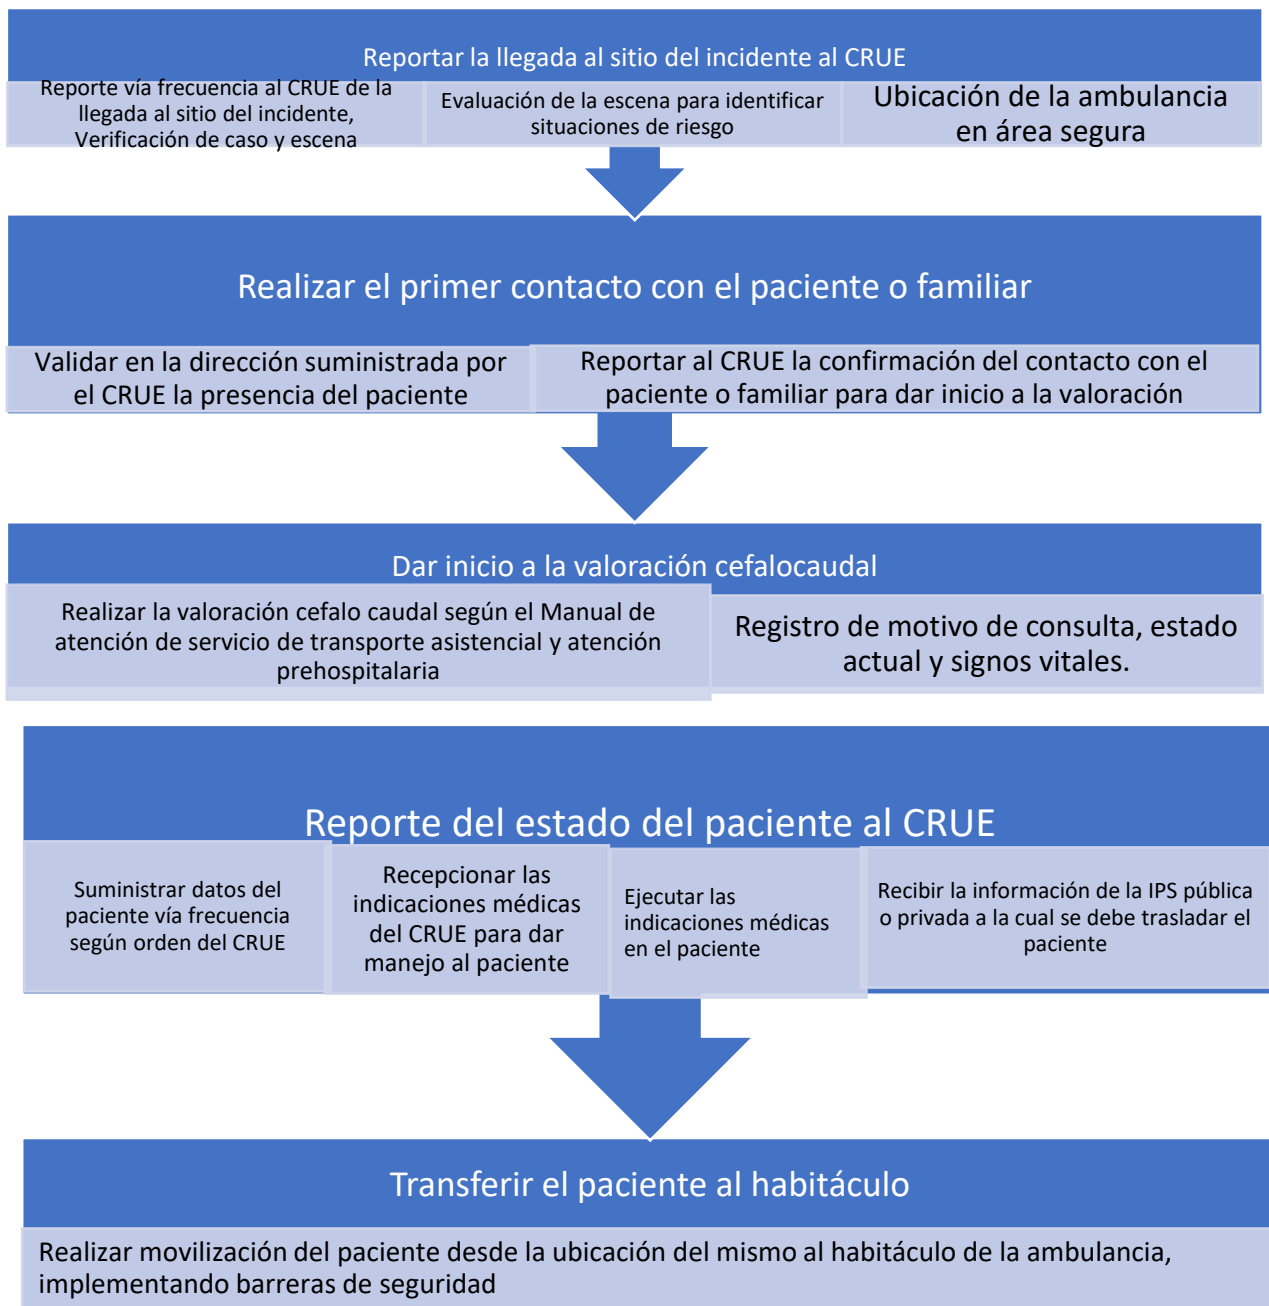 Reportar la llegada al sitio del incidente al CRUE
Reporte vía frecuencia al CRUE de la
llegada al sitio del incidente,
Verificación de caso y escena
Evaluación de la escena para identificar
situaciones de riesgo
Ubicación de la ambulancia
en área segura
Realizar el primer contacto con el paciente o familiar
Validar en la dirección suministrada por
el CRUE la presencia del paciente
Reportar al CRUE la confirmación del contacto con el
paciente o familiar para dar inicio a la valoración
Dar inicio a la valoración cefalocaudal
Realizar la valoración cefalo caudal según el Manual de
atención de servicio de transporte asistencial y atención
prehospitalaria
Registro de motivo de consulta, estado
actual y signos vitales.
Reporte del estado del paciente al CRUE
Suministrar datos del
paciente vía frecuencia
según orden del CRUE
Recepcionar las
indicaciones médicas
del CRUE para dar
manejo al paciente
Ejecutar las
indicaciones médicas
en el paciente
Recibir la información de la IPS pública
o privada a la cual se debe trasladar el
paciente
Transferir el paciente al habitáculo
Realizar movilización del paciente desde la ubicación del mismo al habitáculo de la ambulancia,
implementando barreras de seguridad